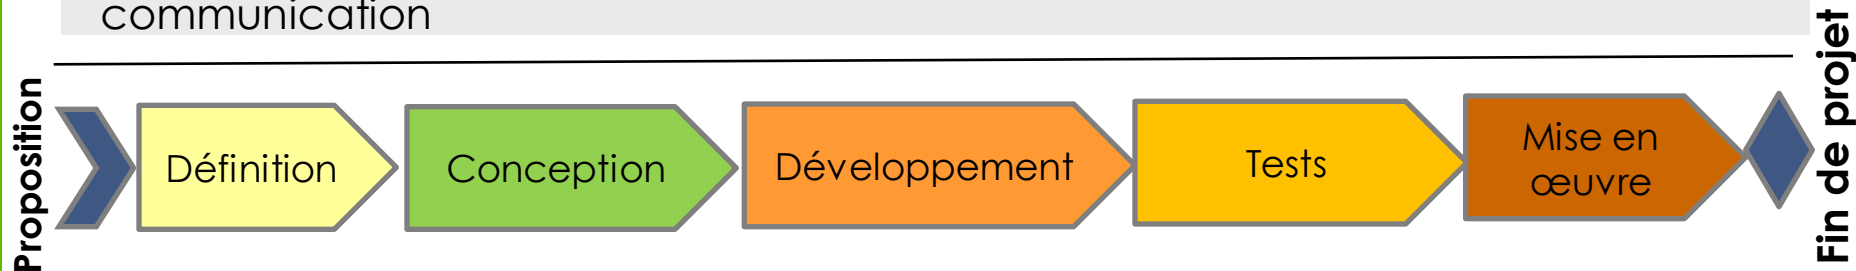 communication
Proposition
Définition
Conception
Développement
Tests
Mise en
œuvre
Fin de projet